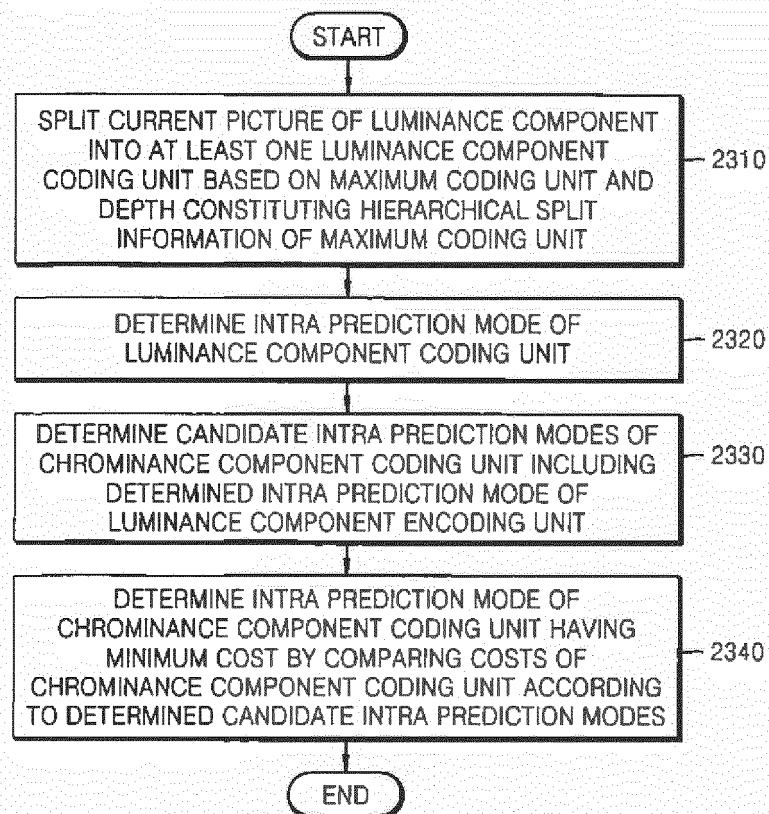 START
SPLIT CURRENT PICTURE OF LUMINANCE COMPONENT
INTO AT LEAST ONE LUMINANCE COMPONENT
CODING UNIT BASED ON MAXIMUM CODING UNIT AND
DEPTH CONSTITUTING HIERARCHICAL SPLIT
INFORMATION OF MAXIMUM CODING UNIT
2310
DETERMINE INTRA PREDICTION MODE OF
LUMINANCE COMPONENT CODING UNIT
2320
DETERMINE CANDIDATE INTRA PREDICTION MODES OF
CHROMINANCE COMPONENT CODING UNIT INCLUDING
DETERMINED INTRA PREDICTION MODE OF
LUMINANCE COMPONENT ENCODING UNIT
2330
DETERMINE INTRA PREDICTION MODE OF
CHROMINANCE COMPONENT CODING UNIT HAVING
MINIMUM COST BY COMPARING COSTS OF
CHROMINANCE COMPONENT CODING UNIT ACCORDING
TO DETERMINED CANDIDATE INTRA PREDICTION MODES
2340
END